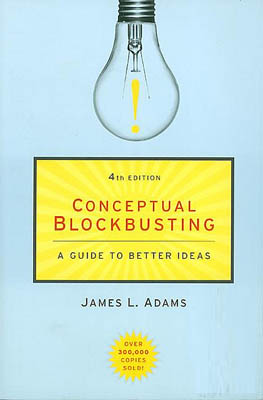 !
4TH EDITION
CONCEPTUAL
BLOCKBUSTING
A GUIDE TO BETTER IDEAS
JAMES L. ADAMS
OVER
300,000
COPIES
SOLD!